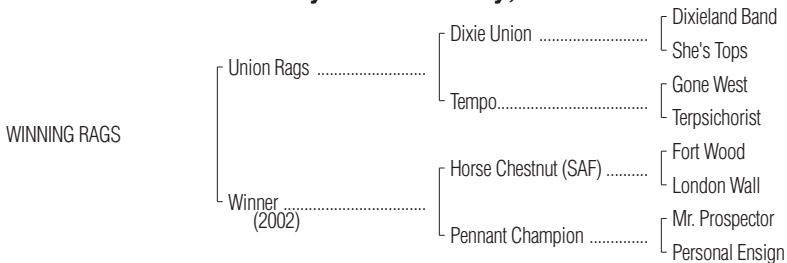 Dixieland Band
Dixie Union ..............................
She's Tops
Union Rags ..............................
Gone West
Tempo..........................................
Terpsichorist
WINNING RAGS
Fort Wood
Horse Chestnut (SAF) ...........
London Wall
Winner .......................................
(2002)
Mr. Prospector
Pennant Champion ................
Personal Ensign